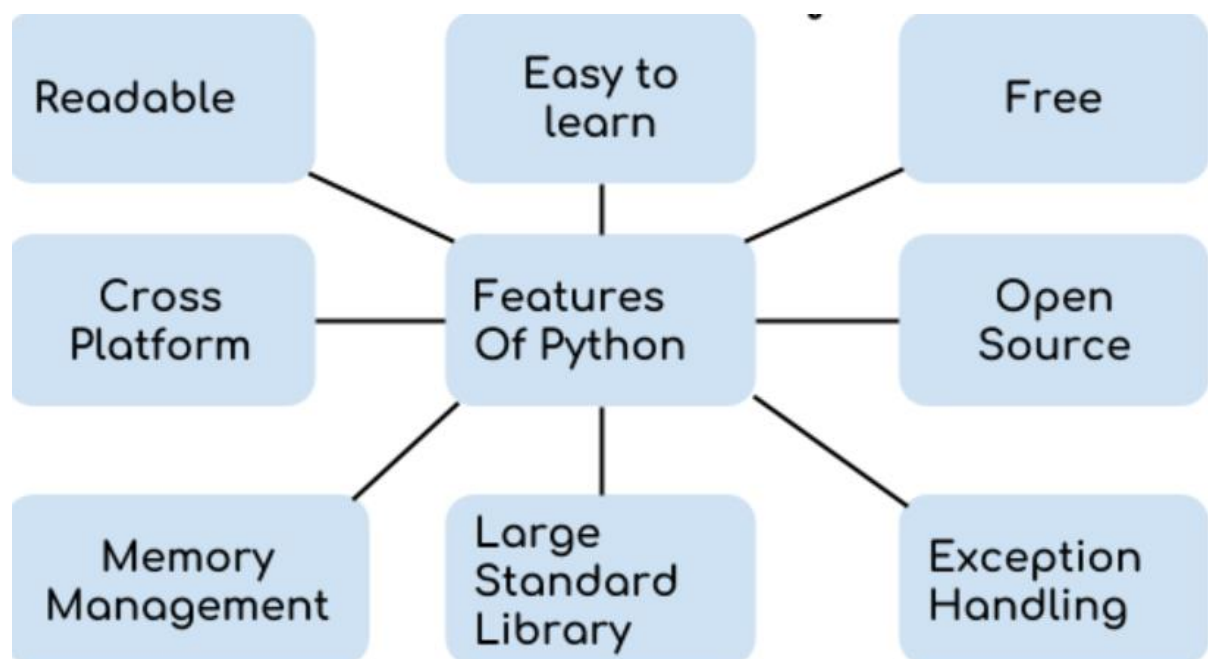 Readable
Easy to
learn
Free
Cross
Platform
Features
Of Python
Open
Source
Memory
Management
Large
Standard
Library
Exception
Handling